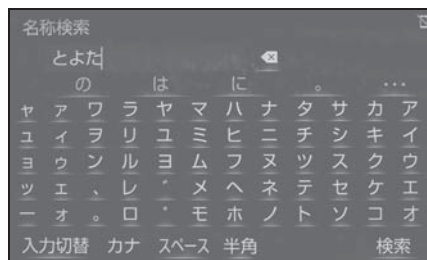 名称検索
とよた
の は に 。 …
ャ ァ ワ ラ ヤ マ ハ ナ タ サ カ ア
ュ ィ ヲ リ ユ ミ ヒ ニ チ シ キ イ
ョ ゥ ン ル ヨ ム フ ヌ ツ ス ク ウ
ッ ェ 、 レ ゛ メ ヘ ネ テ セ ケ エ
ー ォ 。 ロ ゜ モ ホ ノ ト ソ コ オ
入力切替 カナ スペース 半角 検索